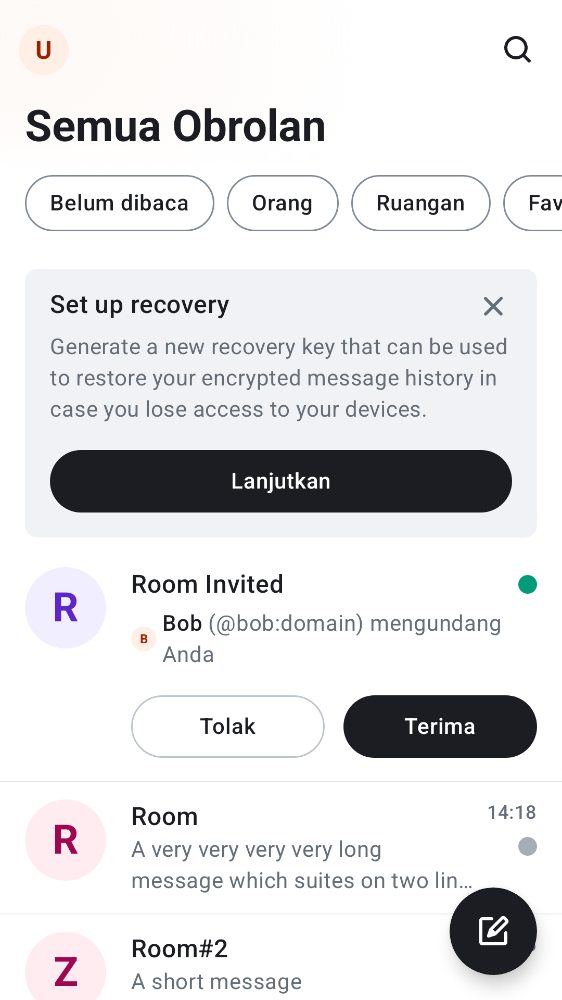 U
Semua Obrolan
Belum dibaca
Orang
Ruangan
Fav
Set up recovery
Generate a new recovery key that can be used
to restore your encrypted message history in
case you lose access to your devices.
Lanjutkan
R
Room Invited
B
Bob (@bob:domain) mengundang
Anda
Tolak
Terima
R
Room
14:18
A very very very very long
message which suites on two lin…
Z
Room#2
A short message